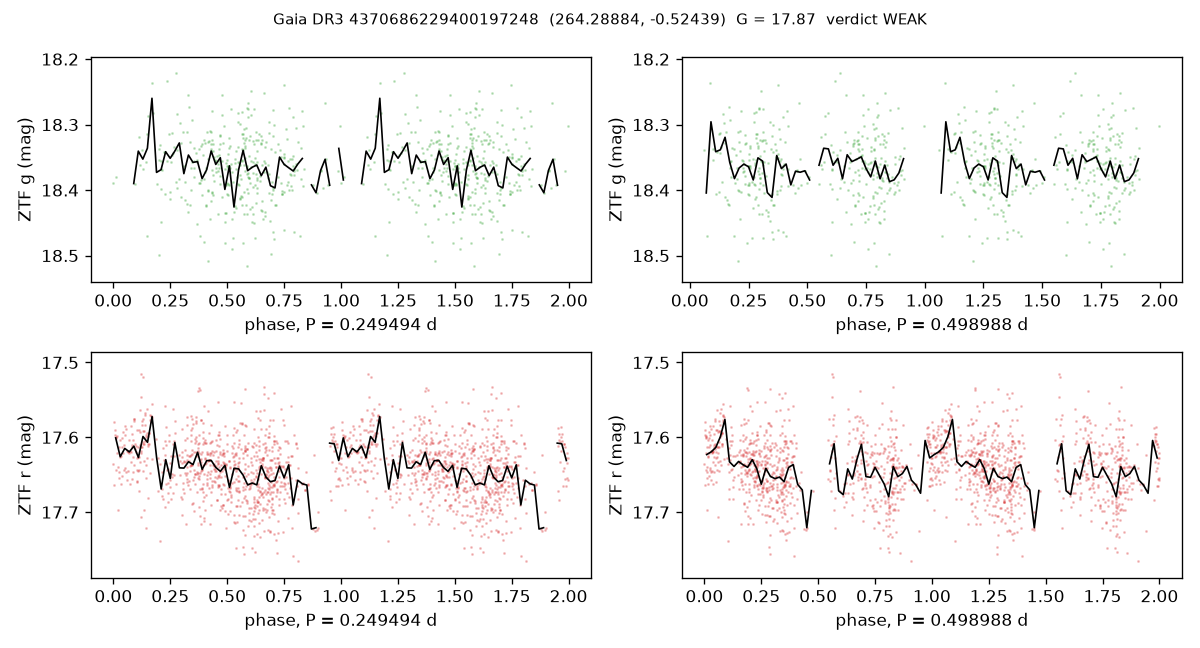 Gaia DR3 4370686229400197248 (264.28884, -0.52439) G = 17.87 verdict WEAK
18.2
18.3
18.4
18.5
ZTF g (mag)
0.00 0.25 0.50 0.75 1.00 1.25 1.50 1.75 2.00
phase, P = 0.249494 d
18.2
18.3
18.4
18.5
ZTF g (mag)
0.00 0.25 0.50 0.75 1.00 1.25 1.50 1.75 2.00
phase, P = 0.498988 d
17.5
17.6
17.7
ZTF r (mag)
0.00 0.25 0.50 0.75 1.00 1.25 1.50 1.75 2.00
phase, P = 0.249494 d
17.5
17.6
17.7
ZTF r (mag)
0.00 0.25 0.50 0.75 1.00 1.25 1.50 1.75 2.00
phase, P = 0.498988 d